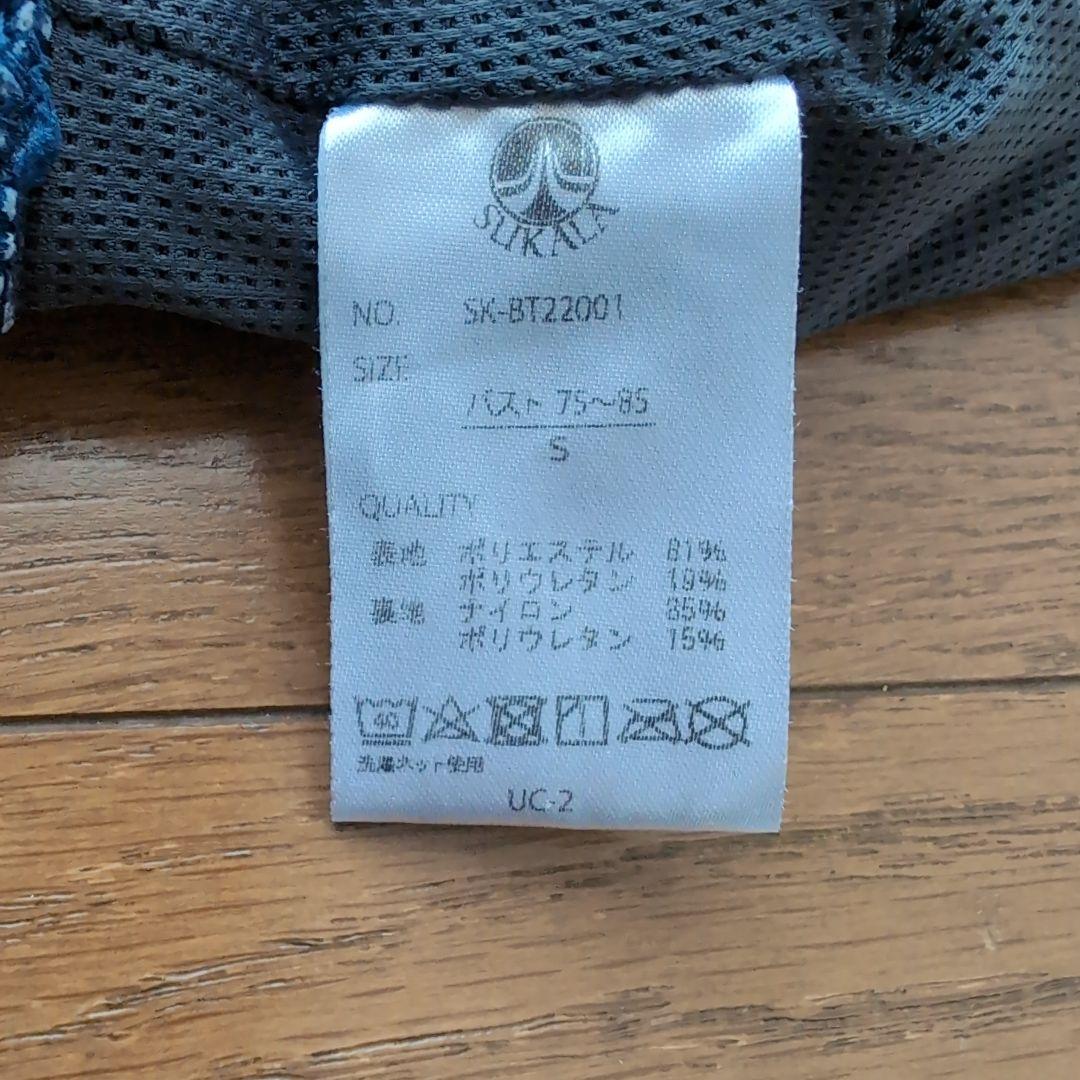 SUKALA
NO. SK-BT22001
SIZE
バスト 75～85
S
QUALITY
表地 ポリエステル 81%
ポリウレタン 19%
裏地 ナイロン 85%
ポリウレタン 15%
40
洗濯ネット使用
UC-2